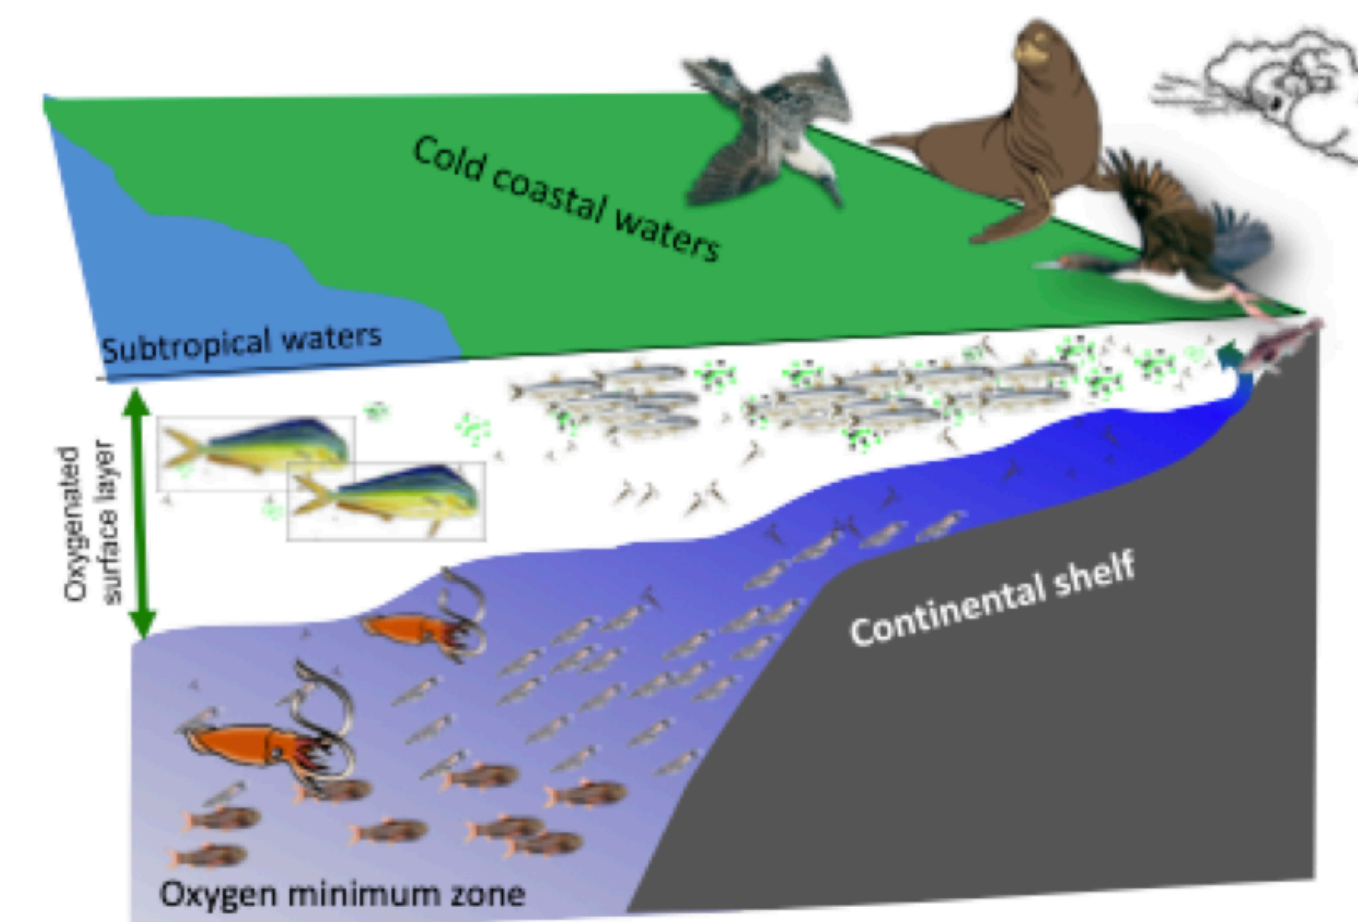 Cold coastal waters
Subtropical waters
Oxygenated
surface layer
Continental shelf
Oxygen minimum zone